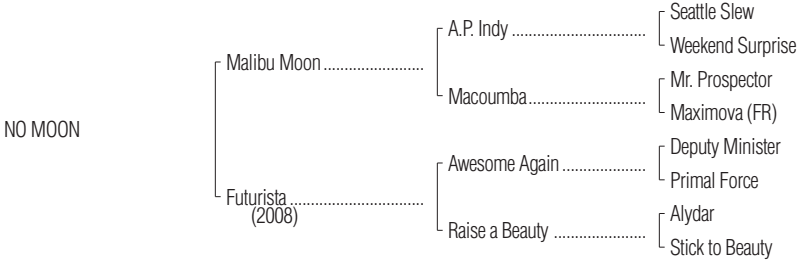 Seattle Slew
A.P. Indy ................................
Weekend Surprise
Malibu Moon ........................
Mr. Prospector
Macoumba ............................
Maximova (FR)
NO MOON
Deputy Minister
Awesome Again ....................
Primal Force
Futurista ................................
(2008)
Alydar
Raise a Beauty ......................
Stick to Beauty